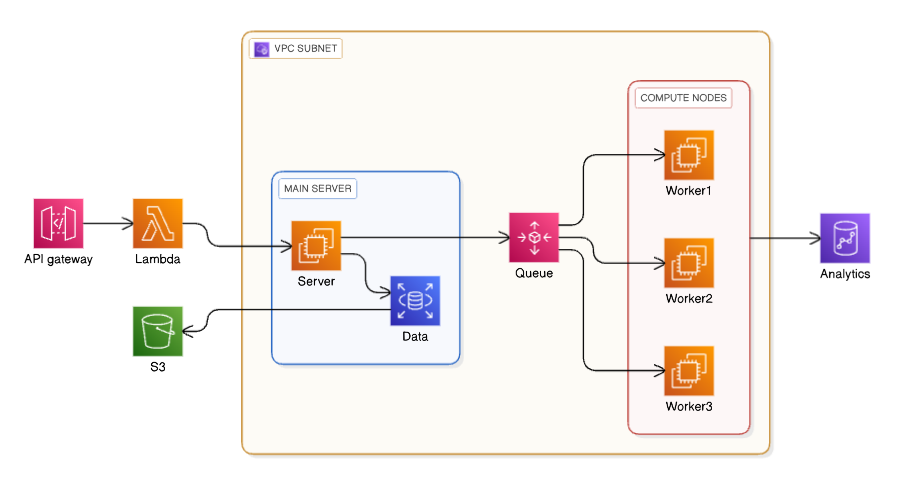 VPC SUBNET
COMPUTE NODES
MAIN SERVER
API gateway
Lambda
Server
Data
S3
Queue
Worker1
Worker2
Worker3
Analytics